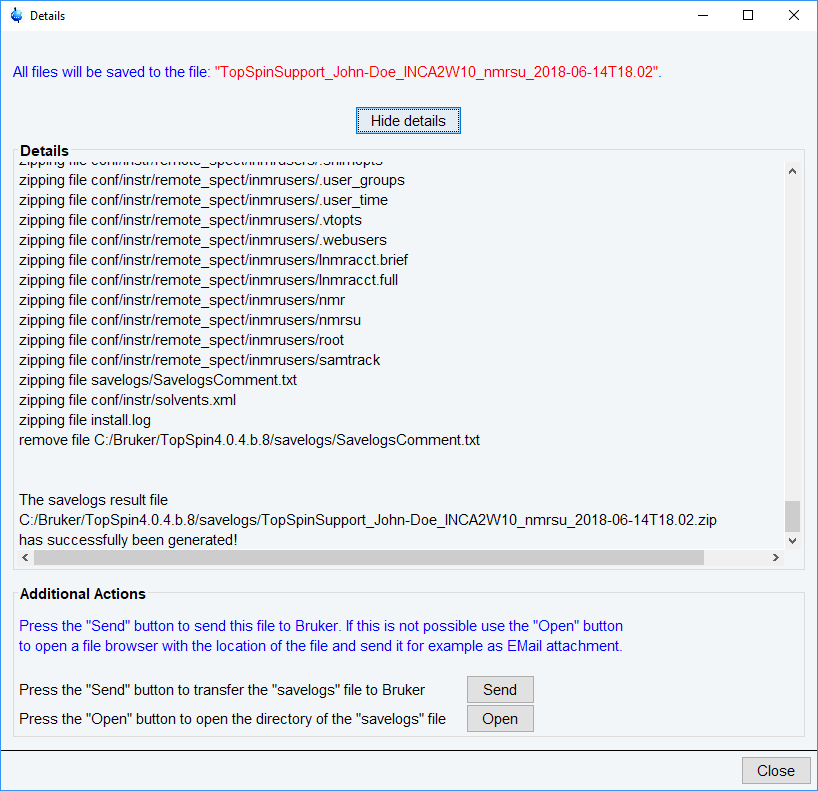 Details
All files will be saved to the file: "TopSpinSupport_John-Doe_INCA2W10_nmrsu_2018-06-14T18.02".
Hide details
Details
zipping file conf/instr/remote_spect/inmrusers/.shimopts
zipping file conf/instr/remote_spect/inmrusers/.user_groups
zipping file conf/instr/remote_spect/inmrusers/.user_time
zipping file conf/instr/remote_spect/inmrusers/.vtopts
zipping file conf/instr/remote_spect/inmrusers/.webusers
zipping file conf/instr/remote_spect/inmrusers/Inmracct.brief
zipping file conf/instr/remote_spect/inmrusers/Inmracct.full
zipping file conf/instr/remote_spect/inmrusers/nmr
zipping file conf/instr/remote_spect/inmrusers/nmrsu
zipping file conf/instr/remote_spect/inmrusers/root
zipping file conf/instr/remote_spect/inmrusers/samtrack
zipping file savelogs/SavelogsComment.txt
zipping file conf/instr/solvents.xml
zipping file install.log
remove file C:/Bruker/TopSpin4.0.4.b.8/savelogs/SavelogsComment.txt
The savelogs result file
C:/Bruker/TopSpin4.0.4.b.8/savelogs/TopSpinSupport_John-Doe_INCA2W10_nmrsu_2018-06-14T18.02.zip
has successfully been generated!
Additional Actions
Press the "Send" button to send this file to Bruker. If this is not possible use the "Open" button
to open a file browser with the location of the file and send it for example as EMail attachment.
Press the "Send" button to transfer the "savelogs" file to Bruker
Send
Press the "Open" button to open the directory of the "savelogs" file
Open
Close